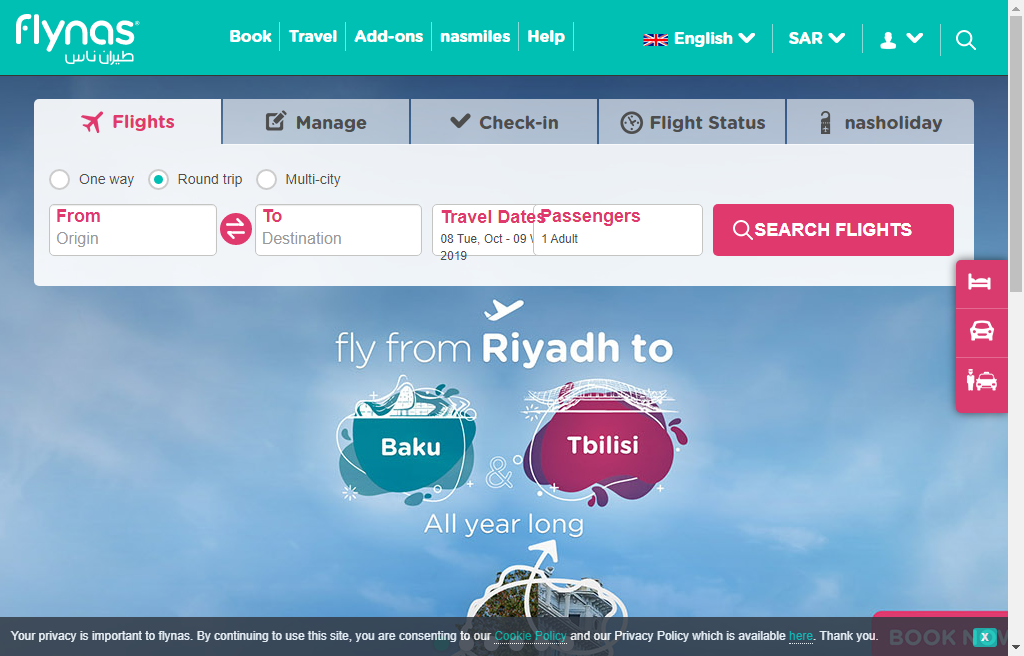 flynas
طيران ناس
Book Travel Add-ons nasmiles Help
English SAR
Flights Manage Check-in Flight Status nasholiday
One way Round trip Multi-city
From To Travel Dates Passengers SEARCH FLIGHTS
Origin Destination 08 Tue, Oct - 09 1 Adult
2019
fly from Riyadh to
Baku & Tbilisi
All year long
BOOK NOW
Your privacy is important to flynas. By continuing to use this site, you are consenting to our Cookie Policy and our Privacy Policy which is available here. Thank you. X